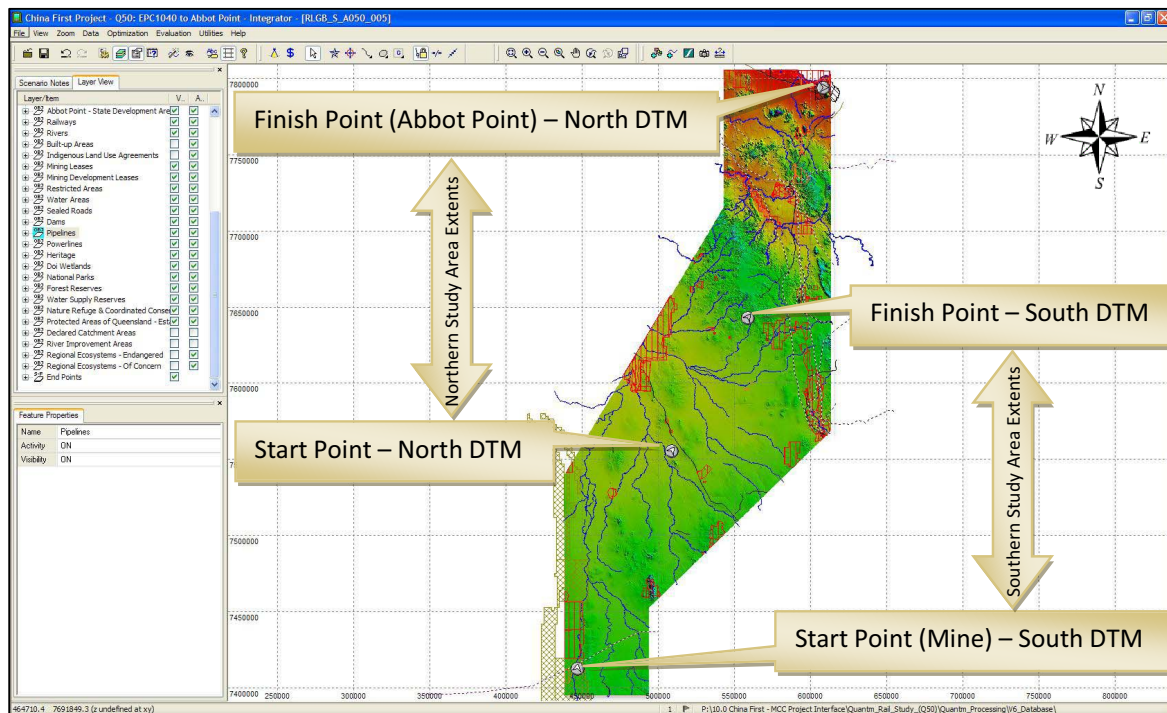 China First Project - Q50: EPC1040 to Abbot Point - Integrator - [RLGB_S_A050_005]
File View Zoom Data Optimization Evaluation Utilities Help
Scenario Notes Layer View
Layer/Item V.. A..
Abbot Point - State Development Are
Railways
Rivers
Built-up Areas
Indigenous Land Use Agreements
Mining Leases
Mining Development Leases
Restricted Areas
Water Areas
Sealed Roads
Dams
Pipelines
Powerlines
Heritage
Doi Wetlands
National Parks
Forest Reserves
Water Supply Reserves
Nature Refuge & Coordinated Conse
Protected Areas of Queensland - Est
Declared Catchment Areas
River Improvement Areas
Regional Ecosystems - Endangered
Regional Ecosystems - Of Concern
End Points
Feature Properties
Name Pipelines
Activity ON
Visibility ON
7800000
Finish Point (Abbot Point) – North DTM
N
W E
S
7750000
Northern Study Area Extents
7700000
7650000
Finish Point – South DTM
7600000
Start Point – North DTM
Southern Study Area Extents
7500000
7450000
Start Point (Mine) – South DTM
7400000
250000 300000 350000 400000 450000 500000 550000 600000 650000 700000 750000 800000
464710.4 7691849.3 (z undefined at xy) 1 P:\10.0 China First - MCC Project Interface\Quantm_Rail_Study_(Q50)\Quantm_Processing\V6_Database\